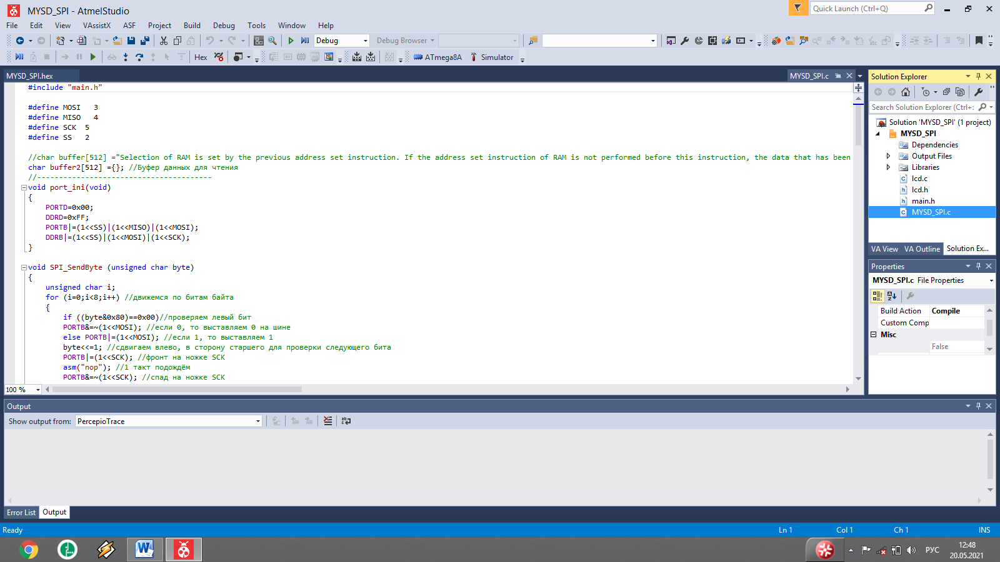 MYSD_SPI - AtmelStudio
Quick Launch (Ctrl+Q)
File Edit View VAssistX ASF Project Build Debug Tools Window Help
Debug Debug Browser
Hex ATmega8A Simulator
MYSD_SPI.hex MYSD_SPI.c
#include "main.h"
#define MOSI 3
#define MISO 4
#define SCK 5
#define SS 2
//char buffer[512] ="Selection of RAM is set by the previous address set instruction. If the address set instruction of RAM is not performed before this instruction, the data that has been
char buffer2[512] ={}; //Буфер данных для чтения
//----------------------------------------
void port_ini(void)
{
PORTD=0x00;
DDRD=0xFF;
PORTB|=(1<<SS)|(1<<MISO)|(1<<MOSI);
DDRB|=(1<<SS)|(1<<MOSI)|(1<<SCK);
}
void SPI_SendByte (unsigned char byte)
{
unsigned char i;
for (i=0;i<8;i++) //движемся по битам байта
{
if ((byte&0x80)==0x00)//проверяем левый бит
PORTB&=~(1<<MOSI); //если 0, то выставляем 0 на шине
else PORTB|=(1<<MOSI); //если 1, то выставляем 1
byte<<=1; //сдвигаем влево, в сторону старшего для проверки следующего бита
PORTB|=(1<<SCK); //фронт на ножке SCK
asm("nop"); //1 такт подождём
PORTB&=~(1<<SCK); //спад на ножке SCK
100 %
Solution Explorer
Search Solution Explorer (Ctrl+:
Solution 'MYSD_SPI' (1 project)
MYSD_SPI
Dependencies
Output Files
Libraries
lcd.c
lcd.h
main.h
MYSD_SPI.c
VA View VA Outline Solution Ex...
Properties
MYSD_SPI.c File Properties
Build Action Compile
Custom Comp
Misc
False
Output
Show output from: PercepioTrace
Error List Output
Ready Ln 1 Col 1 Ch 1 INS
РУС 12:48
20.05.2021